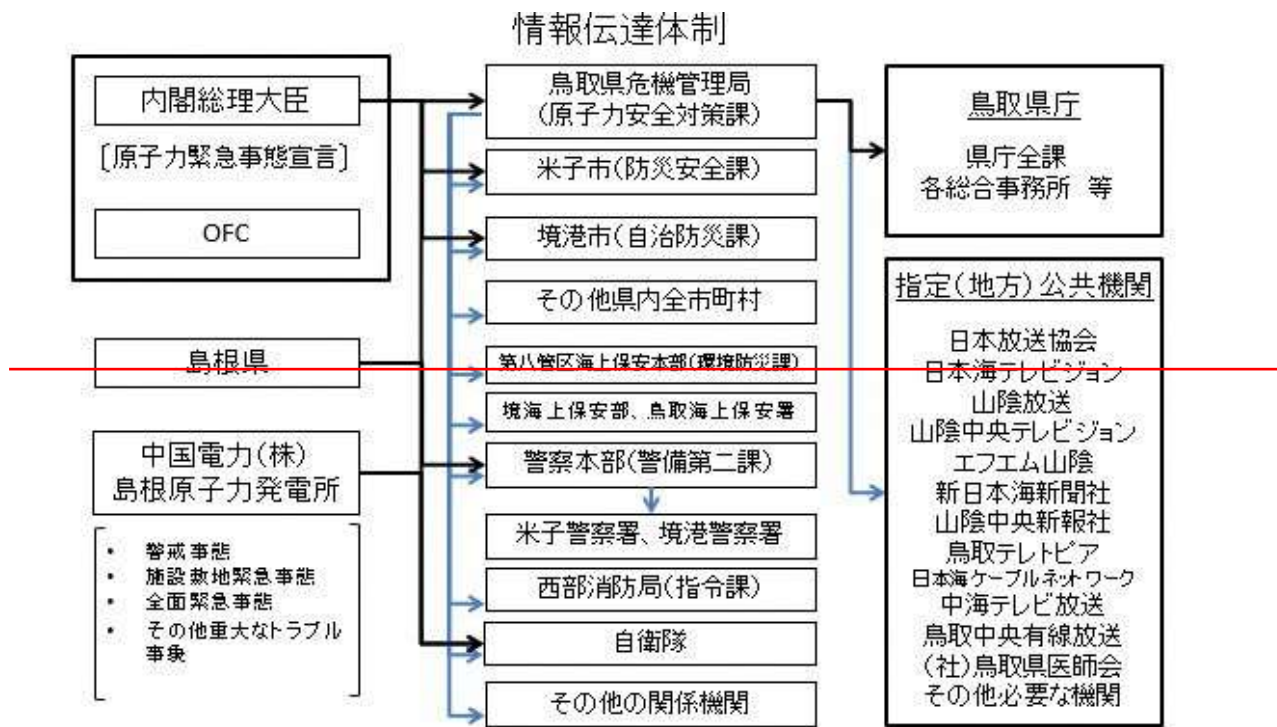 情報伝達体制
内閣総理大臣
[原子力緊急事態宣言]
OFC
島根県
中国電力(株)
島根原子力発電所
・ 警戒事態
・ 施設敷地緊急事態
・ 全面緊急事態
・ その他重大なトラブル
事象
鳥取県危機管理局
(原子力安全対策課)
米子市(防災安全課)
境港市(自治防災課)
その他県内全市町村
第八管区海上保安本部(環境防災課)
境海上保安部、鳥取海上保安署
警察本部(警備第二課)
米子警察署、境港警察署
西部消防局(指令課)
自衛隊
その他の関係機関
鳥取県庁
県庁全課
各総合事務所 等
指定(地方)公共機関
日本放送協会
日本海テレビジョン
山陰放送
山陰中央テレビジョン
エフエム山陰
新日本海新聞社
山陰中央新報社
鳥取テレトピア
日本海ケーブルネットワーク
中海テレビ放送
鳥取中央有線放送
(社)鳥取県医師会
その他必要な機関